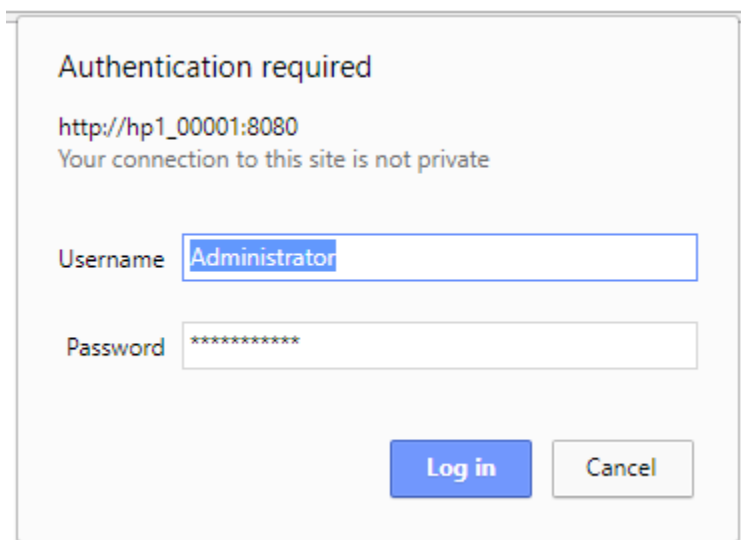 Authentication required
http://hp1_00001:8080
Your connection to this site is not private
Username Administrator
Password ***********
Log in Cancel